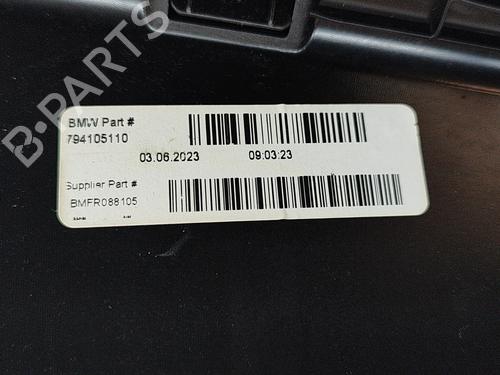 B-PARTS
BMW Part #
794105110
03.06.2023 09:03:23
Supplier Part #
BMFR088105